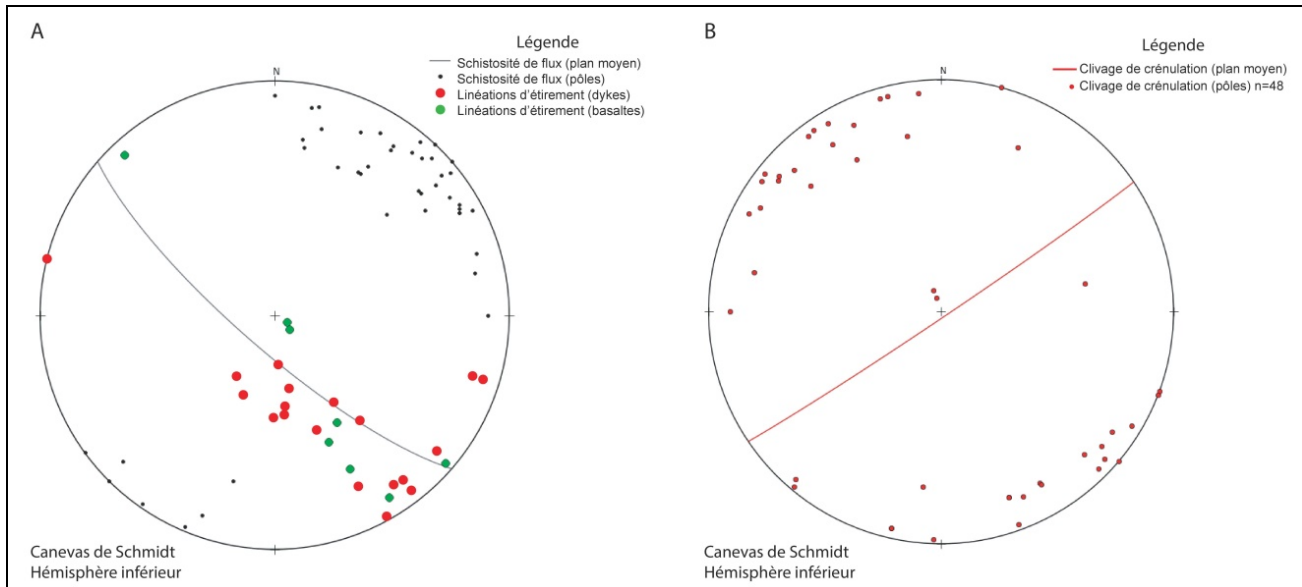 A
Légende
Schistosité de flux (plan moyen)
Schistosité de flux (pôles)
Linéations d'étirement (dykes)
Linéations d'étirement (basaltes)
N
Canevas de Schmidt
Hémisphère inférieur
B
Légende
Clivage de crénulation (plan moyen)
Clivage de crénulation (pôles) n=48
N
Canevas de Schmidt
Hémisphère inférieur